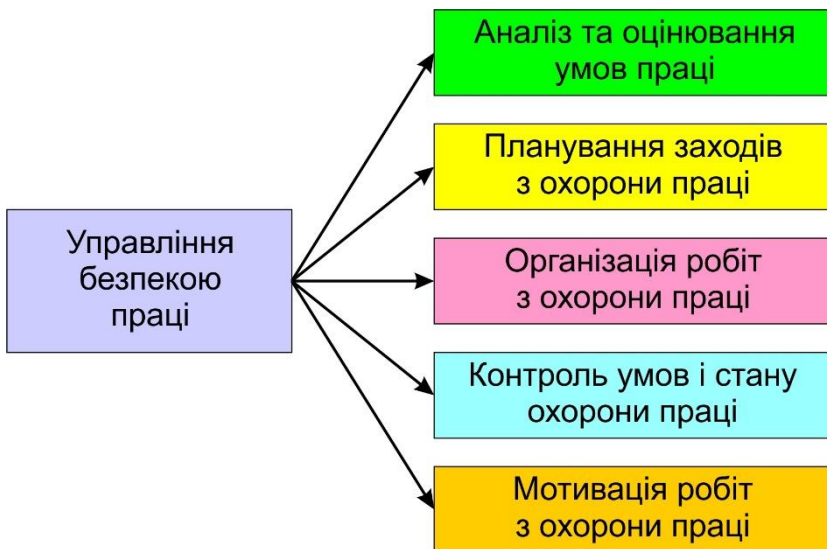 Управління
безпекою
праці
Аналіз та оцінювання
умов праці
Планування заходів
з охорони праці
Організація робіт
з охорони праці
Контроль умов і стану
охорони праці
Мотивація робіт
з охорони праці